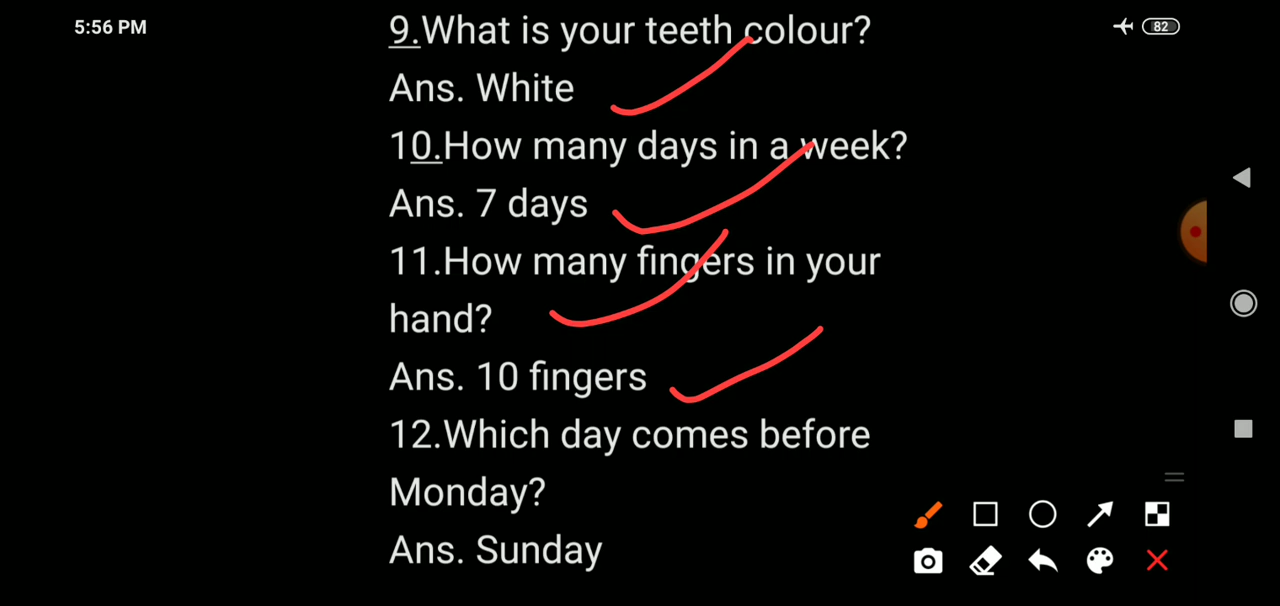 5:56 PM
82
9.What is your teeth colour?
Ans. White
10.How many days in a week?
Ans. 7 days
11.How many fingers in your
hand?
Ans. 10 fingers
12.Which day comes before
Monday?
Ans. Sunday